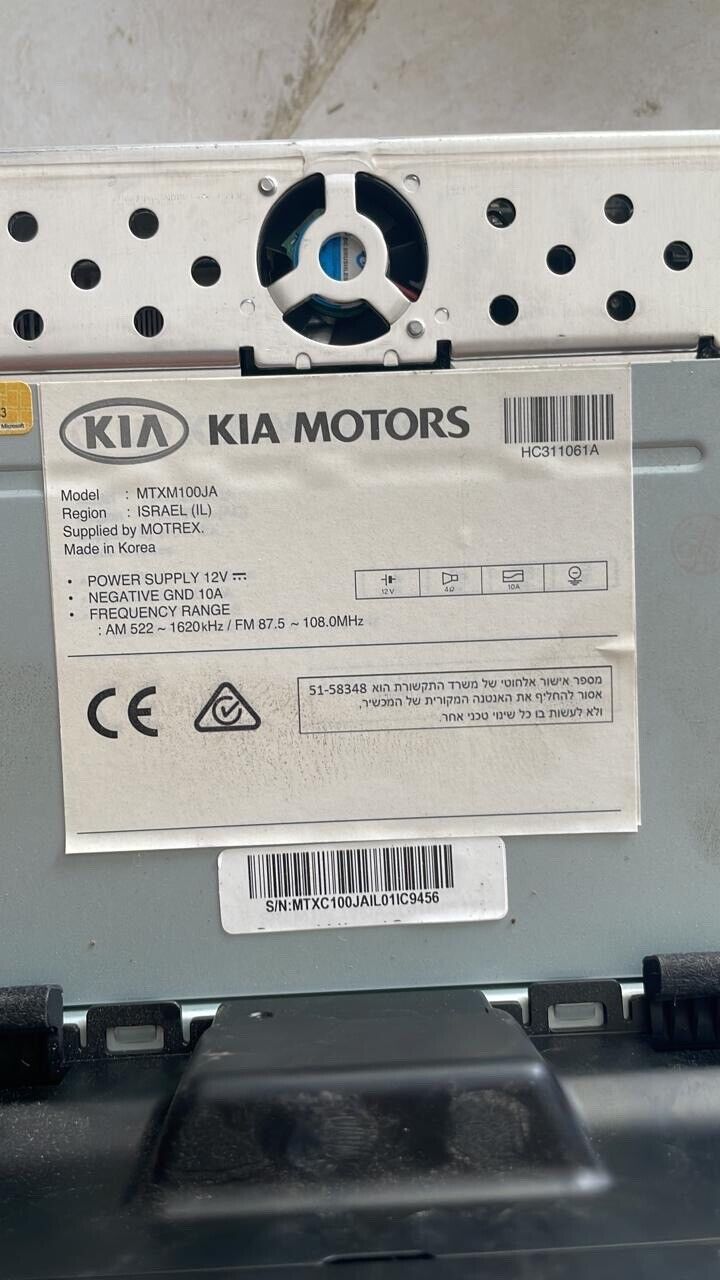 KIA KIA MOTORS
HC311061A
3
Microsoft
Model : MTXM100JA
Region : ISRAEL (IL)
Supplied by MOTREX.
Made in Korea
• POWER SUPPLY 12V ⎓
• NEGATIVE GND 10A
• FREQUENCY RANGE
: AM 522 ~ 1620kHz / FM 87.5 ~ 108.0MHz
12V 4Ω 10A
CE
מספר אישור אלחוטי של משרד התקשורת הוא 51-58348
אסור להחליף את האנטנה המקורית של המכשיר,
ולא לעשות בו כל שינוי טכני אחר.
S/N:MTXC100JAIL01IC9456